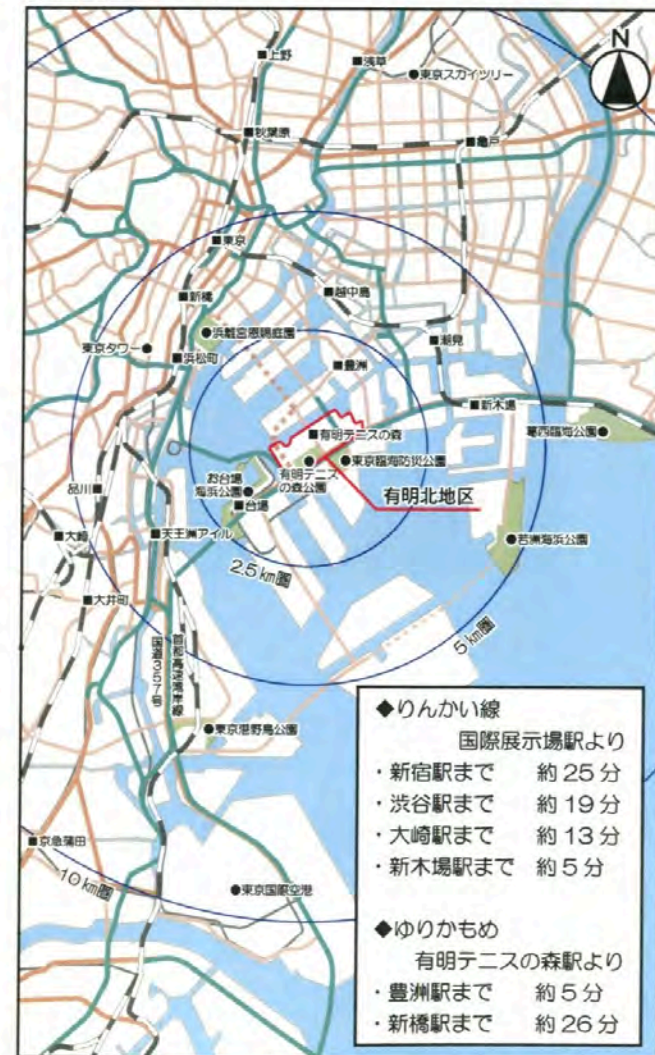 N
■上野
■浅草
●東京スカイツリー
■秋葉原
■亀戸
■東京
■越中島
■新橋
●浜離宮恩賜庭園
東京タワー●
■浜松町
■潮見
■豊洲
■新木場
葛西臨海公園●
■有明テニスの森
●東京臨海防災公園
有明テニス
の森公園
お台場
海浜公園●
■台場
有明北地区
品川■
■大崎
■天王洲アイル
●若洲海浜公園
2.5km圏
■大井町
5km圏
首都高速湾岸線
国道357号
●東京港野鳥公園
■京急蒲田
10km圏
●東京国際空港
◆りんかい線
国際展示場駅より
・新宿駅まで 約25分
・渋谷駅まで 約19分
・大崎駅まで 約13分
・新木場駅まで 約5分
◆ゆりかもめ
有明テニスの森駅より
・豊洲駅まで 約5分
・新橋駅まで 約26分